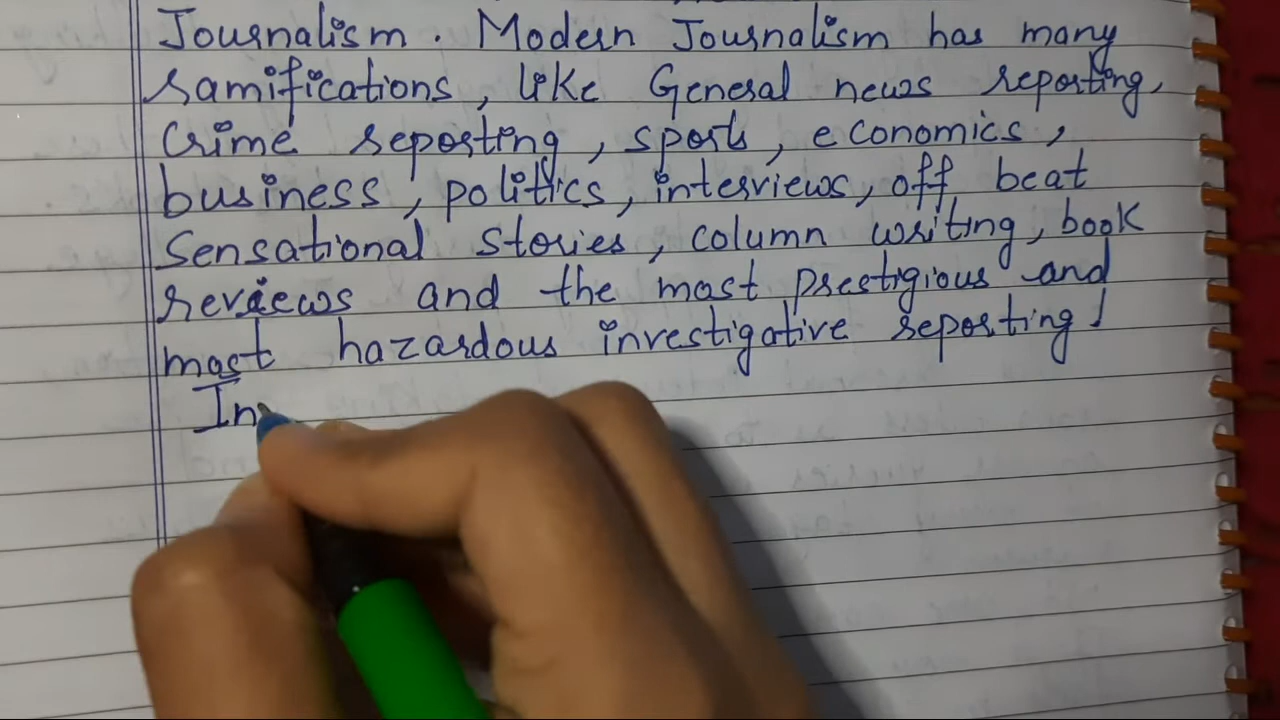 Journalism. Modern Journalism has many
ramifications, like General news reporting,
Crime reporting, sports, economics,
business, politics, interviews, off beat
Sensational stories, column writing, book
reviews and the most prestigious and
most hazardous investigative reporting!
In